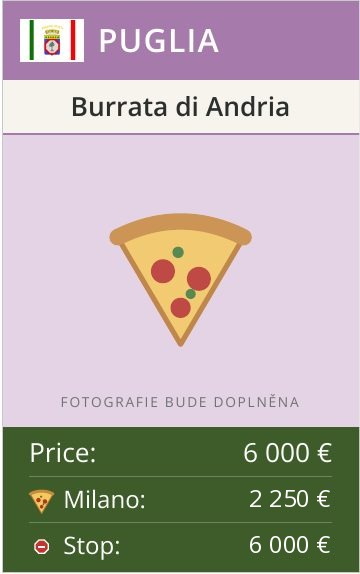 PUGLIA
Burrata di Andria
FOTOGRAFIE BUDE DOPLNĚNA
Price: 6 000 €
Milano: 2 250 €
Stop: 6 000 €